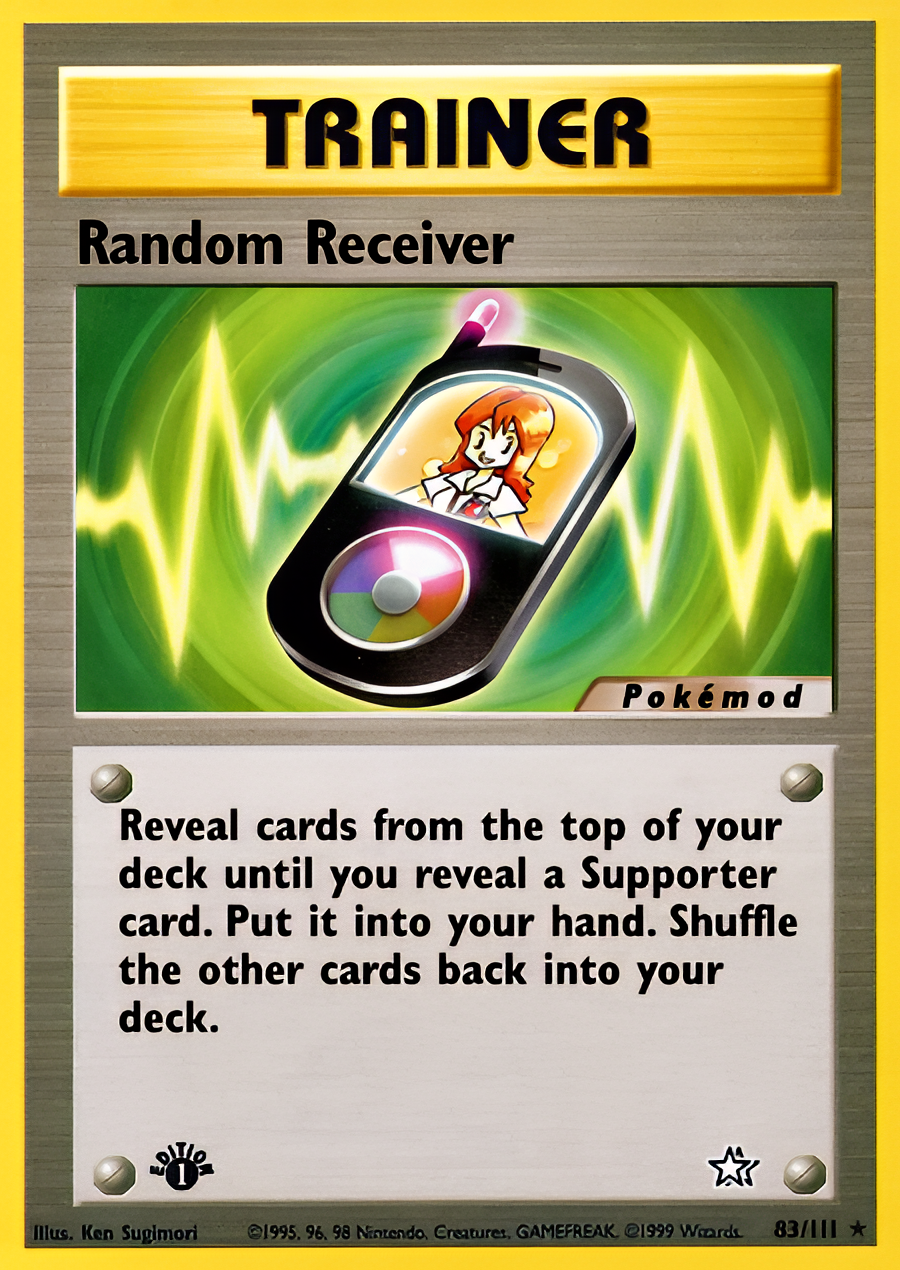 TRAINER
Random Receiver
Pokémod
Reveal cards from the top of your
deck until you reveal a Supporter
card. Put it into your hand. Shuffle
the other cards back into your
deck.
EDITION
1
Illus. Ken Sugimori ©1995, 96, 98 Nintendo, Creatures, GAMEFREAK. ©1999 Wizards. 83/111 ★